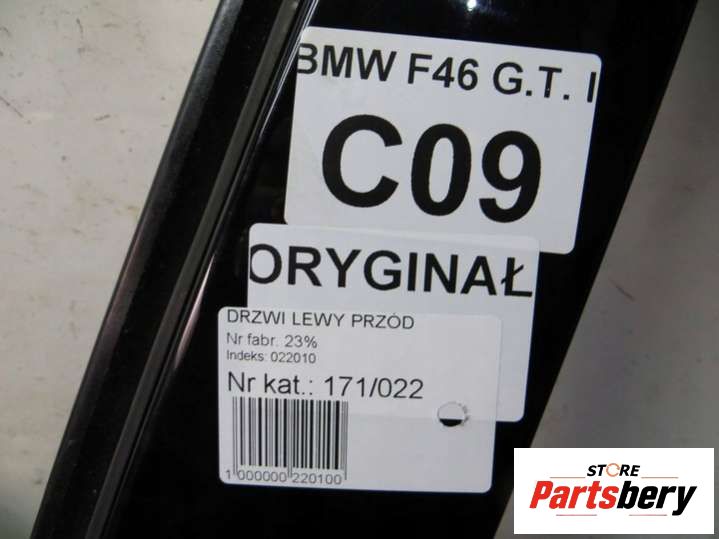 BMW F46 G.T. I
C09
ORYGINAŁ
DRZWI LEWY PRZÓD
Nr fabr. 23%
Indeks: 022010
Nr kat.: 171/022
1 000000 220100
STORE
Partsbery